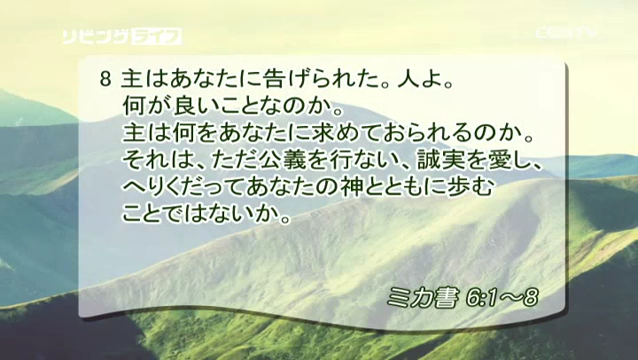 リビングライフ
CGNTV
8 主はあなたに告げられた。人よ。
何が良いことなのか。
主は何をあなたに求めておられるのか。
それは、ただ公義を行ない、誠実を愛し、
へりくだってあなたの神とともに歩む
ことではないか。
ミカ書 6:1～8